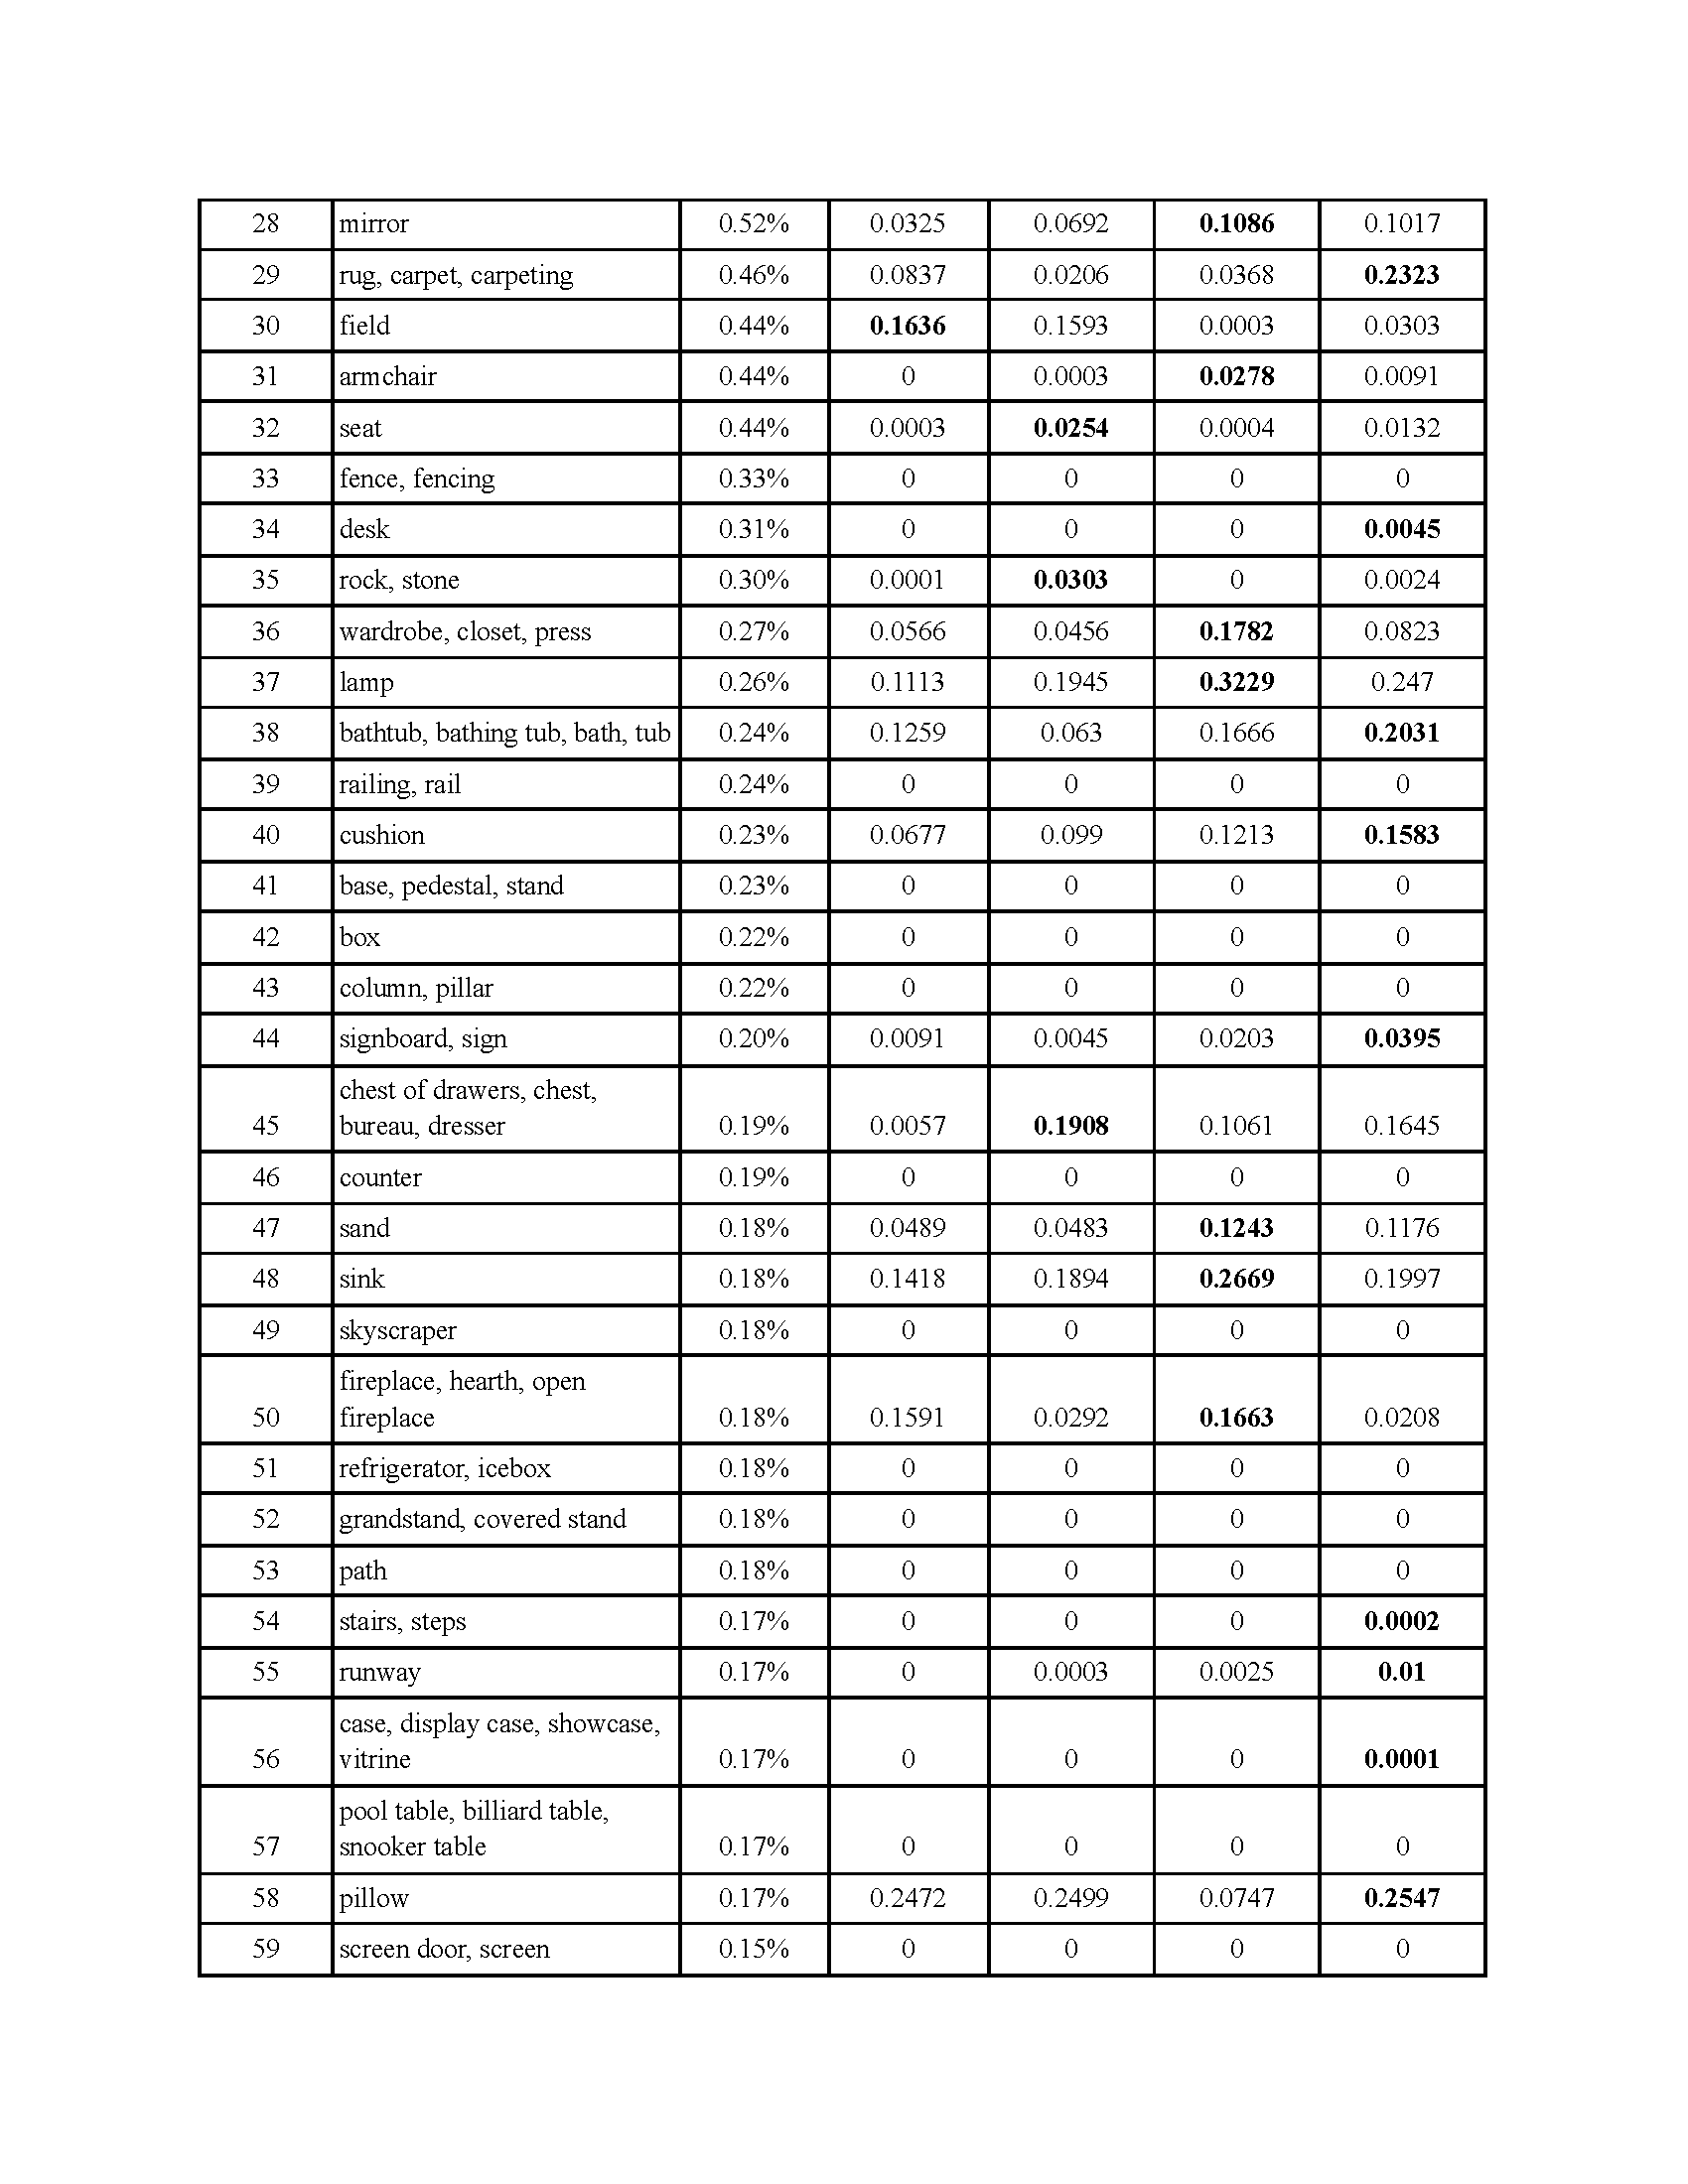 28 mirror 0.52% 0.0325 0.0692 0.1086 0.1017
29 rug, carpet, carpeting 0.46% 0.0837 0.0206 0.0368 0.2323
30 field 0.44% 0.1636 0.1593 0.0003 0.0303
31 armchair 0.44% 0 0.0003 0.0278 0.0091
32 seat 0.44% 0.0003 0.0254 0.0004 0.0132
33 fence, fencing 0.33% 0 0 0 0
34 desk 0.31% 0 0 0 0.0045
35 rock, stone 0.30% 0.0001 0.0303 0 0.0024
36 wardrobe, closet, press 0.27% 0.0566 0.0456 0.1782 0.0823
37 lamp 0.26% 0.1113 0.1945 0.3229 0.247
38 bathtub, bathing tub, bath, tub 0.24% 0.1259 0.063 0.1666 0.2031
39 railing, rail 0.24% 0 0 0 0
40 cushion 0.23% 0.0677 0.099 0.1213 0.1583
41 base, pedestal, stand 0.23% 0 0 0 0
42 box 0.22% 0 0 0 0
43 column, pillar 0.22% 0 0 0 0
44 signboard, sign 0.20% 0.0091 0.0045 0.0203 0.0395
chest of drawers, chest,
45 bureau, dresser 0.19% 0.0057 0.1908 0.1061 0.1645
46 counter 0.19% 0 0 0 0
47 sand 0.18% 0.0489 0.0483 0.1243 0.1176
48 sink 0.18% 0.1418 0.1894 0.2669 0.1997
49 skyscraper 0.18% 0 0 0 0
fireplace, hearth, open
50 fireplace 0.18% 0.1591 0.0292 0.1663 0.0208
51 refrigerator, icebox 0.18% 0 0 0 0
52 grandstand, covered stand 0.18% 0 0 0 0
53 path 0.18% 0 0 0 0
54 stairs, steps 0.17% 0 0 0 0.0002
55 runway 0.17% 0 0.0003 0.0025 0.01
case, display case, showcase,
56 vitrine 0.17% 0 0 0 0.0001
pool table, billiard table,
57 snooker table 0.17% 0 0 0 0
58 pillow 0.17% 0.2472 0.2499 0.0747 0.2547
59 screen door, screen 0.15% 0 0 0 0